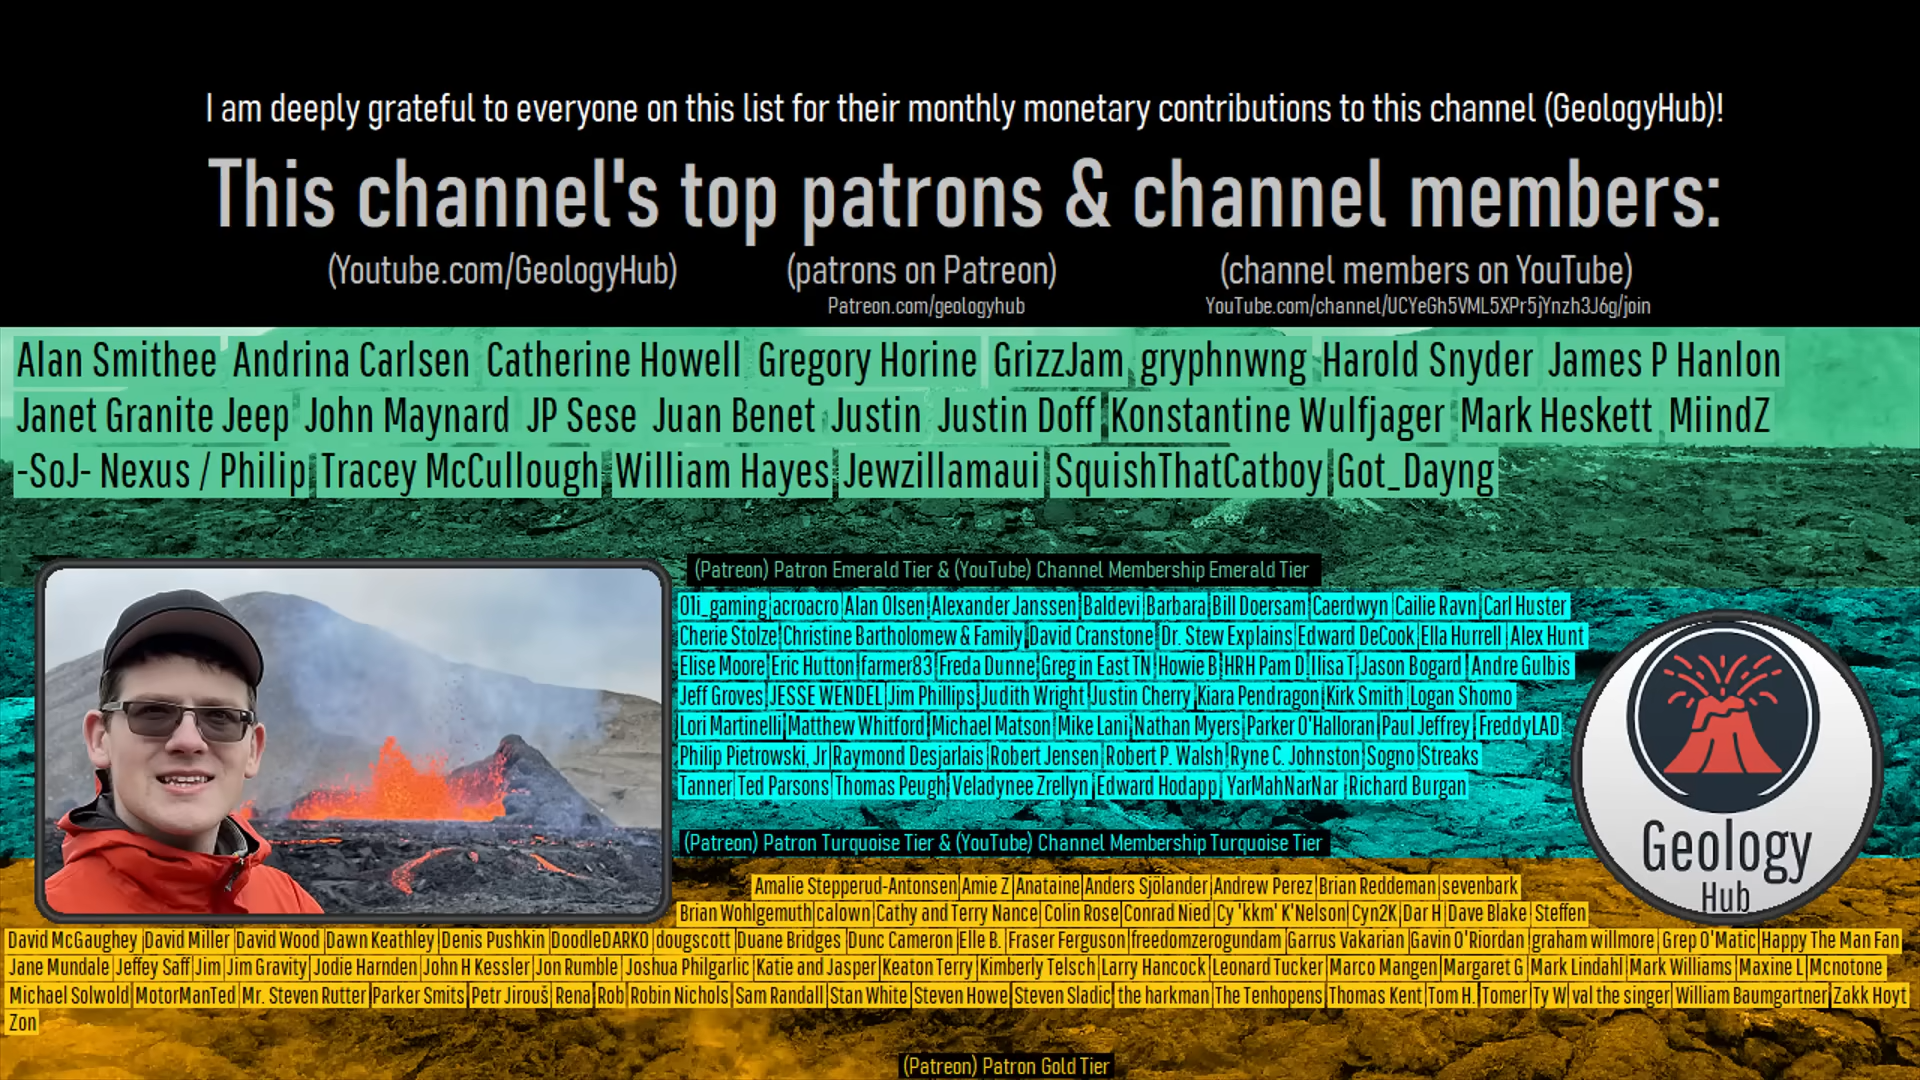 I am deeply grateful to everyone on this list for their monthly monetary contributions to this channel (GeologyHub)!
This channel's top patrons & channel members:
(Youtube.com/GeologyHub) (patrons on Patreon) (channel members on YouTube)
Patreon.com/geologyhub YouTube.com/channel/UCYeGh5VML5XPr5jYnzh3J6g/join
Alan Smithee Andrina Carlsen Catherine Howell Gregory Horine GrizzJam gryphnwng Harold Snyder James P Hanlon
Janet Granite Jeep John Maynard JP Sese Juan Benet Justin Justin Doff Konstantine Wulfjager Mark Heskett MiindZ
-SoJ- Nexus / Philip Tracey McCullough William Hayes Jewzillamaui SquishThatCatboy Got_Dayng
(Patreon) Patron Emerald Tier & (YouTube) Channel Membership Emerald Tier
01i_gaming acroacro Alan Olsen Alexander Janssen Baldevi Barbara Bill Doersam Caerdwyn Cailie Ravn Carl Huster
Cherie Stolze Christine Bartholomew & Family David Cranstone Dr. Stew Explains Edward DeCook Ella Hurrell Alex Hunt
Elise Moore Eric Hutton farmer83 Freda Dunne Greg in East TN Howie B HRH Pam D Ilisa T Jason Bogard Andre Gulbis
Jeff Groves JESSE WENDEL Jim Phillips Judith Wright Justin Cherry Kiara Pendragon Kirk Smith Logan Shomo
Lori Martinelli Matthew Whitford Michael Matson Mike Lani Nathan Myers Parker O'Halloran Paul Jeffrey FreddyLAD
Philip Pietrowski, Jr Raymond Desjarlais Robert Jensen Robert P. Walsh Ryne C. Johnston Sogno Streaks
Tanner Ted Parsons Thomas Peugh Veladynee Zrellyn Edward Hodapp YarMahNarNar Richard Burgan
(Patreon) Patron Turquoise Tier & (YouTube) Channel Membership Turquoise Tier
Geology
Hub
Amalie Stepperud-Antonsen Amie Z Anataine Anders Sjölander Andrew Perez Brian Reddeman sevenbark
Brian Wohlgemuth calown Cathy and Terry Nance Colin Rose Conrad Nied Cy 'kkm' K'Nelson Cyn2K Dar H Dave Blake Steffen
David McGaughey David Miller David Wood Dawn Keathley Denis Pushkin DoodleDARKO dougscott Duane Bridges Dunc Cameron Elle B. Fraser Ferguson freedomzerogundam Garrus Vakarian Gavin O'Riordan graham willmore Grep O'Matic Happy The Man Fan
Jane Mundale Jeffey Saff Jim Jim Gravity Jodie Harnden John H Kessler Jon Rumble Joshua Philgarlic Katie and Jasper Keaton Terry Kimberly Telsch Larry Hancock Leonard Tucker Marco Mangen Margaret G Mark Lindahl Mark Williams Maxine L Mcnotone
Michael Solwold MotorManTed Mr. Steven Rutter Parker Smits Petr Jirouš Rena Rob Robin Nichols Sam Randall Stan White Steven Howe Steven Sladic the harkman The Tenhopens Thomas Kent Tom H. Tomer Ty W val the singer William Baumgartner Zakk Hoyt
Zon
(Patreon) Patron Gold Tier